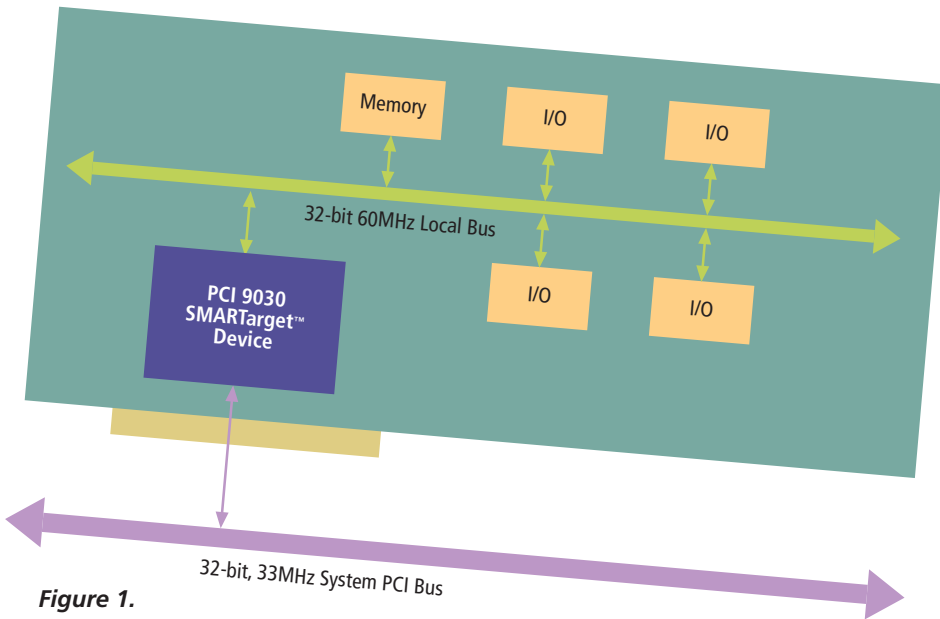 Memory
I/O
I/O
32-bit 60MHz Local Bus
PCI 9030
SMARTarget™
Device
I/O
I/O
32-bit, 33MHz System PCI Bus
Figure 1.